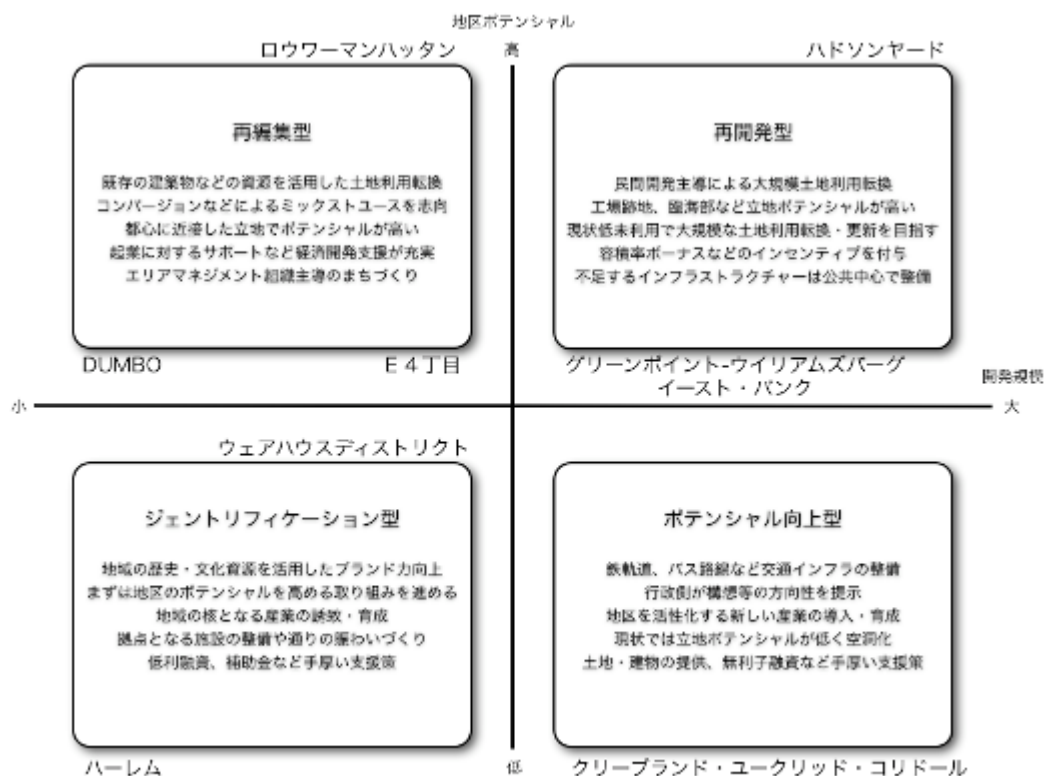 地区ポテンシャル
高
ロウワーマンハッタン
再編集型
既存の建築物などの資源を活用した土地利用転換
コンバージョンなどによるミックストユースを志向
都心に近接した立地でポテンシャルが高い
起業に対するサポートなど経済開発支援が充実
エリアマネジメント組織主導のまちづくり
DUMBO
E4丁目
ハドソンヤード
再開発型
民間開発主導による大規模土地利用転換
工場跡地、臨海部など立地ポテンシャルが高い
現状低未利用で大規模な土地利用転換・更新を目指す
容積率ボーナスなどのインセンティブを付与
不足するインフラストラクチャーは公共中心で整備
グリーンポイント-ウイリアムズバーグ
イースト・バンク
開発規模
小
大
ウェアハウスディストリクト
ジェントリフィケーション型
地域の歴史・文化資源を活用したブランド力向上
まずは地区のポテンシャルを高める取り組みを進める
地域の核となる産業の誘致・育成
拠点となる施設の整備や通りの賑わいづくり
低利融資、補助金など手厚い支援策
ハーレム
ポテンシャル向上型
鉄軌道、バス路線など交通インフラの整備
行政側が構想等の方向性を提示
地区を活性化する新しい産業の導入・育成
現状では立地ポテンシャルが低く空洞化
土地・建物の提供、無利子融資など手厚い支援策
クリーブランド・ユークリッド・コリドール
低